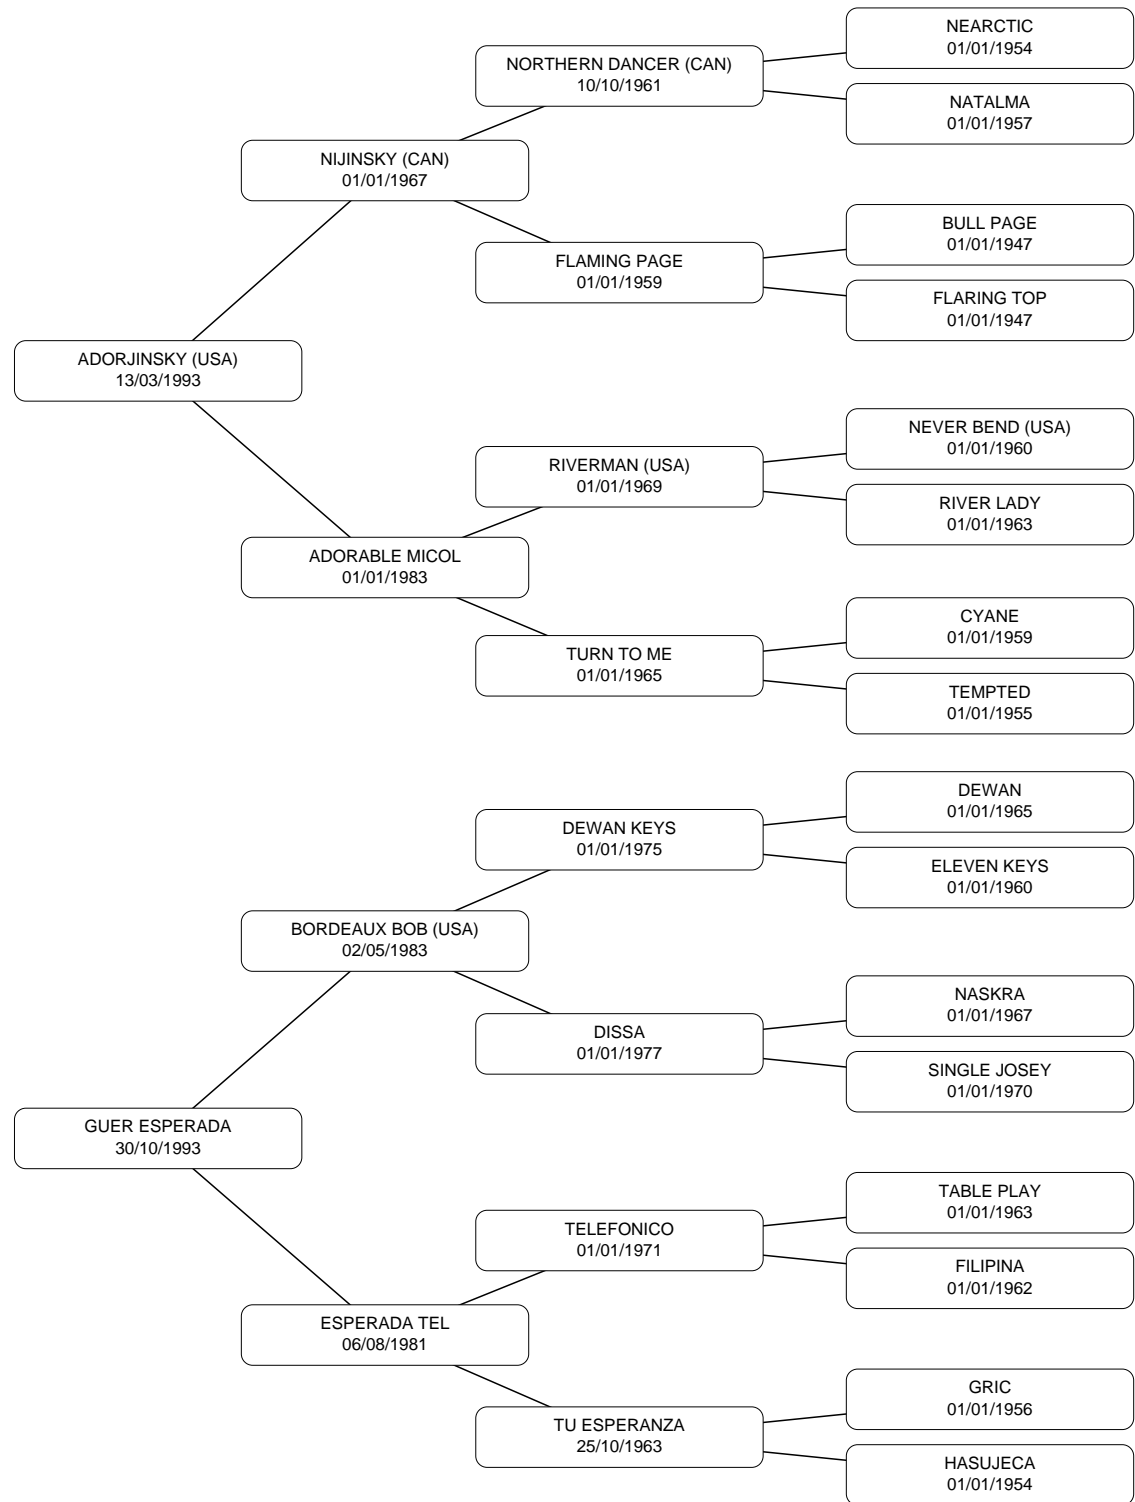 NEARCTIC
01/01/1954
NORTHERN DANCER (CAN)
10/10/1961
NATALMA
01/01/1957
NIJINSKY (CAN)
01/01/1967
BULL PAGE
01/01/1947
FLAMING PAGE
01/01/1959
FLARING TOP
01/01/1947
ADORJINSKY (USA)
13/03/1993
NEVER BEND (USA)
01/01/1960
RIVERMAN (USA)
01/01/1969
RIVER LADY
01/01/1963
ADORABLE MICOL
01/01/1983
CYANE
01/01/1959
TURN TO ME
01/01/1965
TEMPTED
01/01/1955
DEWAN
01/01/1965
DEWAN KEYS
01/01/1975
ELEVEN KEYS
01/01/1960
BORDEAUX BOB (USA)
02/05/1983
NASKRA
01/01/1967
DISSA
01/01/1977
SINGLE JOSEY
01/01/1970
GUER ESPERADA
30/10/1993
TABLE PLAY
01/01/1963
TELEFONICO
01/01/1971
FILIPINA
01/01/1962
ESPERADA TEL
06/08/1981
GRIC
01/01/1956
TU ESPERANZA
25/10/1963
HASUJECA
01/01/1954